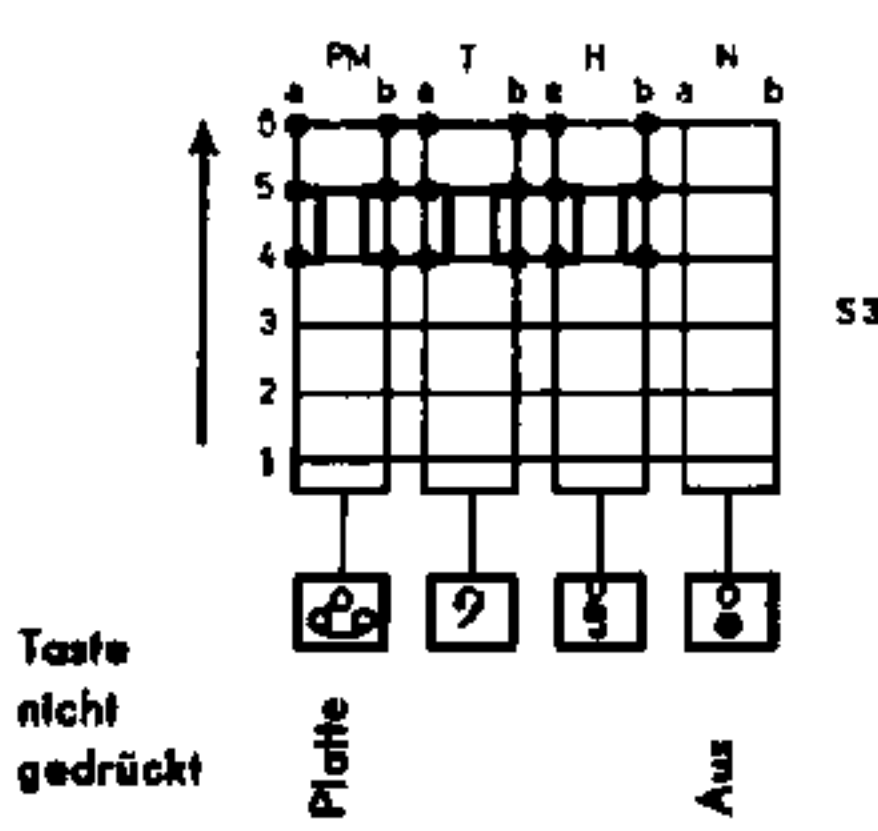 PM T H N
a b a b a b a b
6
5
4
3
2
1
S3
Taste
nicht
gedrückt
Platte
Aus